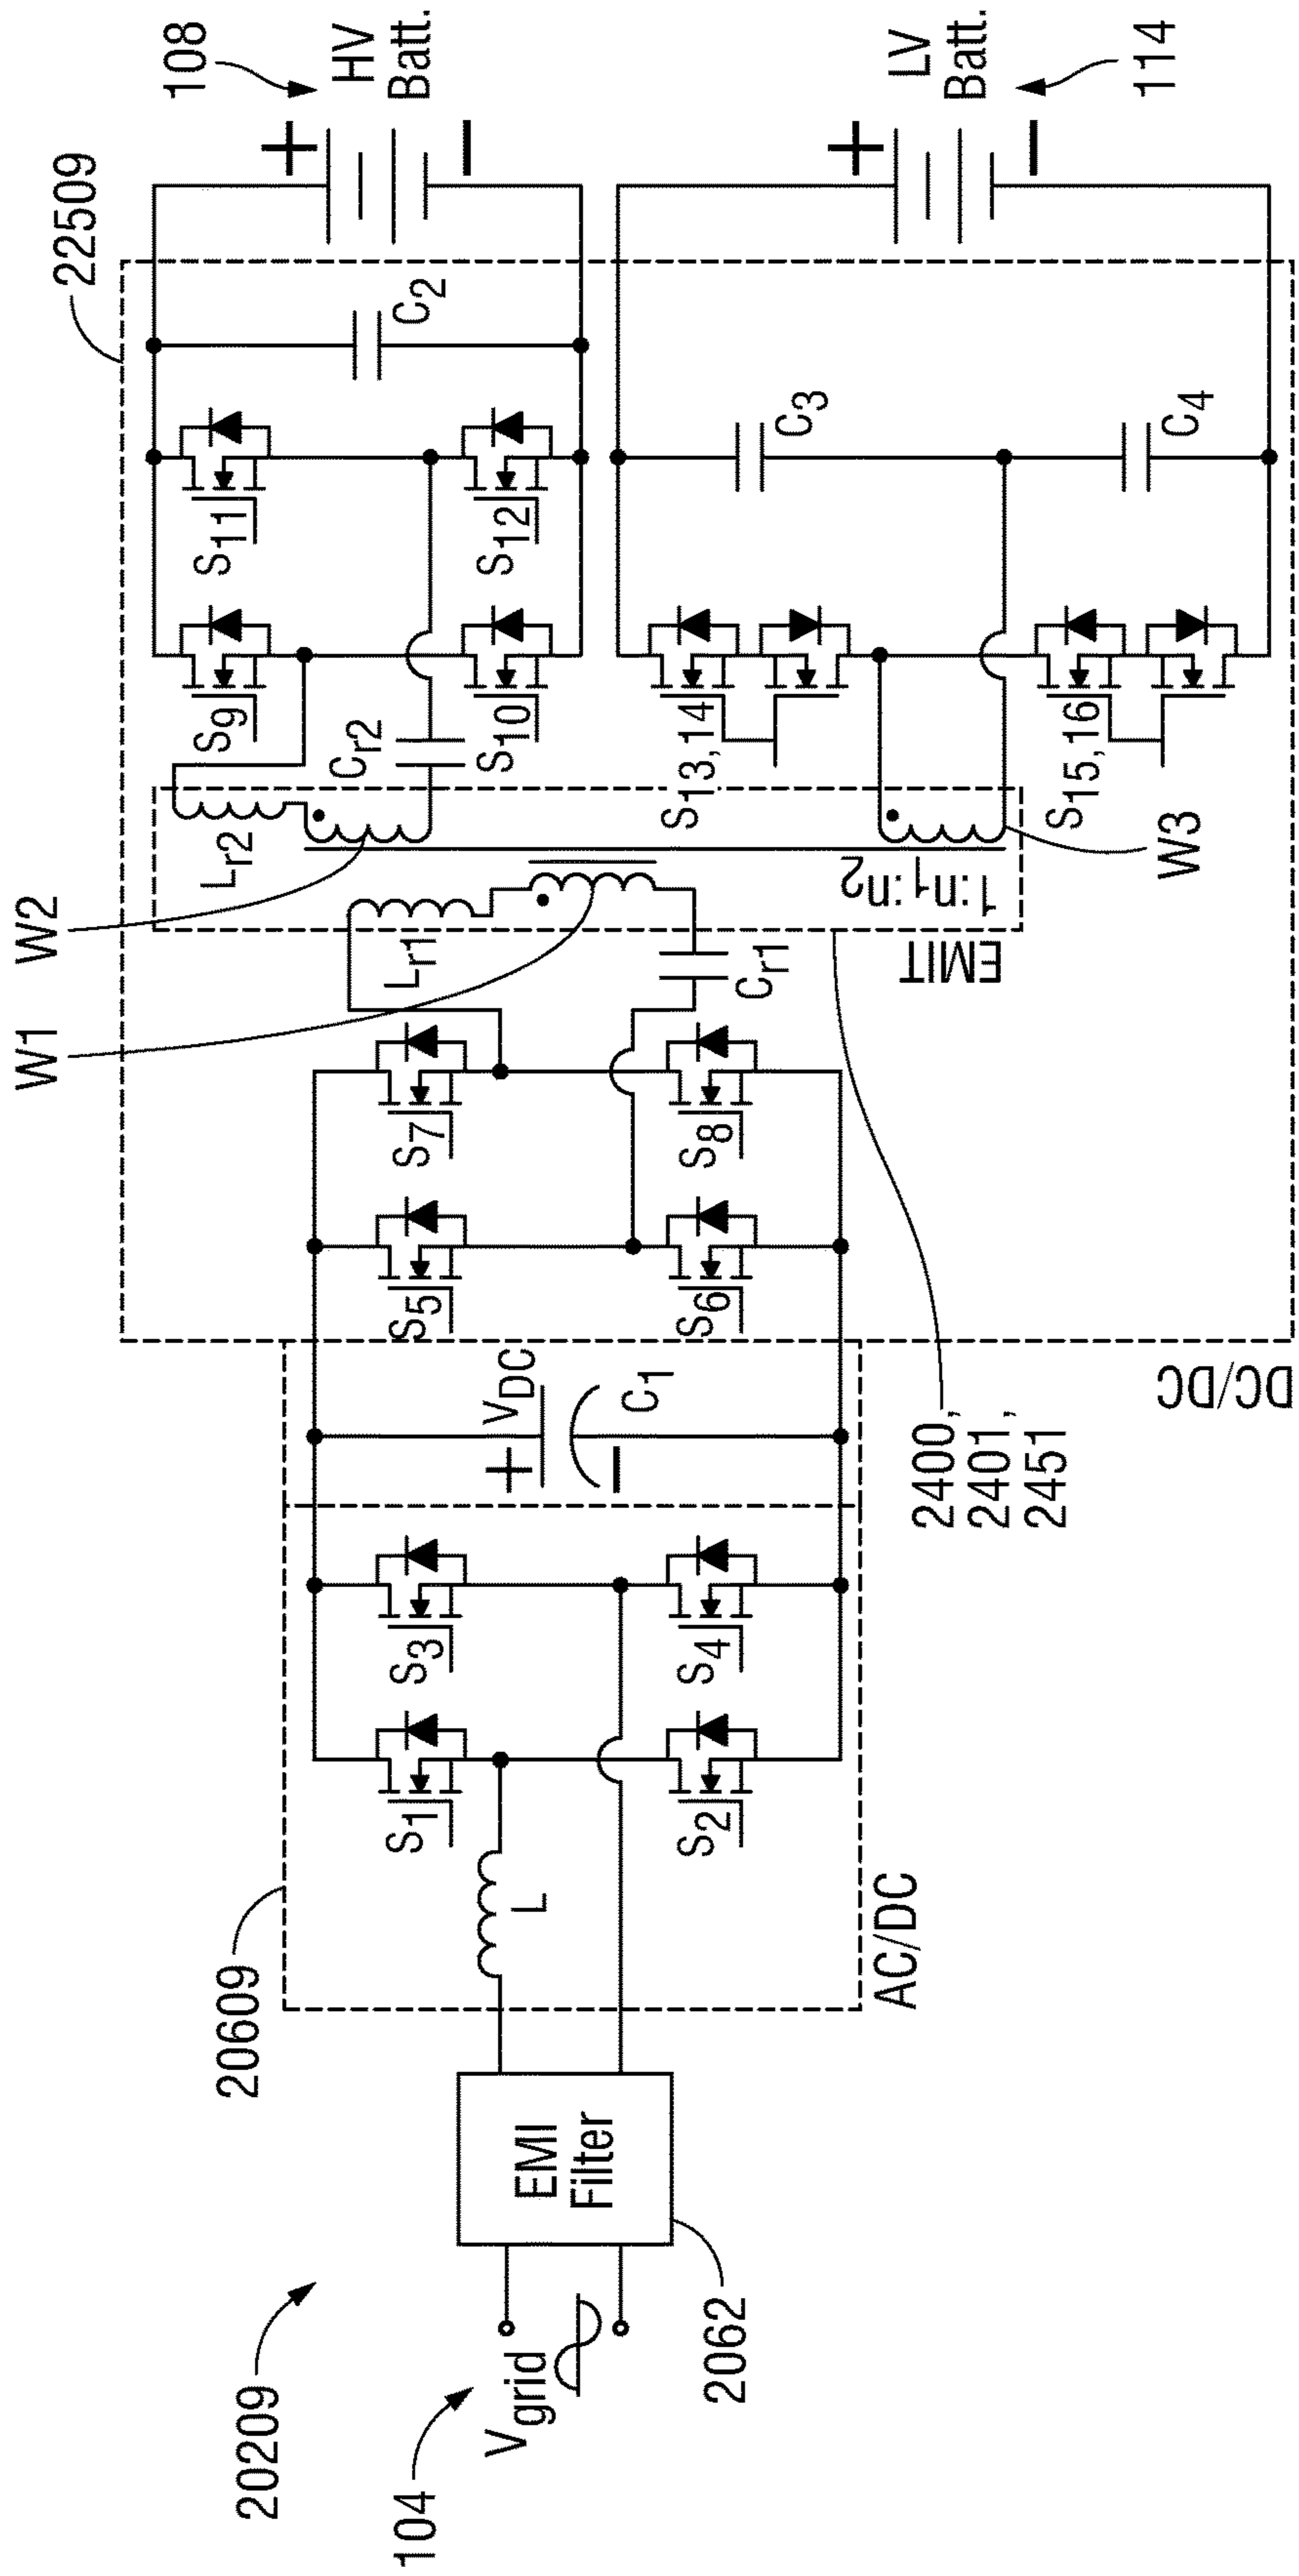 20209
104
Vgrid
EMI
Filter
2062
20609
AC/DC
L
S1
S2
S3
S4
+
VDC
−
C1
22509
DC/DC
S5
S6
S7
S8
W1
W2
W3
Lr1
Cr1
Lr2
Cr2
EMIT
1:n1:n2
2400,
2401,
2451
S9
S10
S11
S12
C2
S13,14
S15,16
C3
C4
+
−
108
HV
Batt.
+
−
LV
Batt.
114